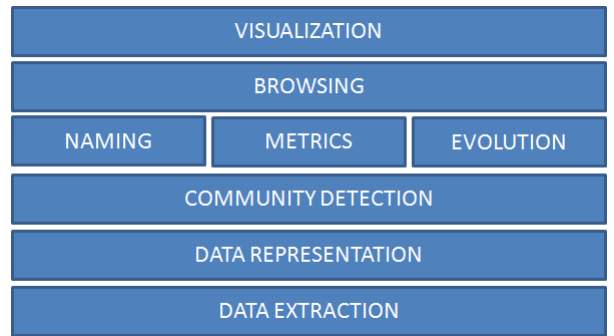 VISUALIZATION
BROWSING
NAMING METRICS EVOLUTION
COMMUNITY DETECTION
DATA REPRESENTATION
DATA EXTRACTION